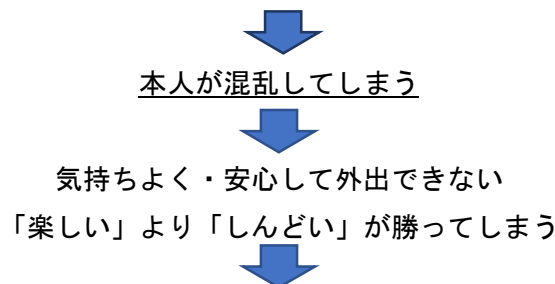 本人が混乱してしまう
気持ちよく・安心して外出できない
「楽しい」より「しんどい」が勝ってしまう